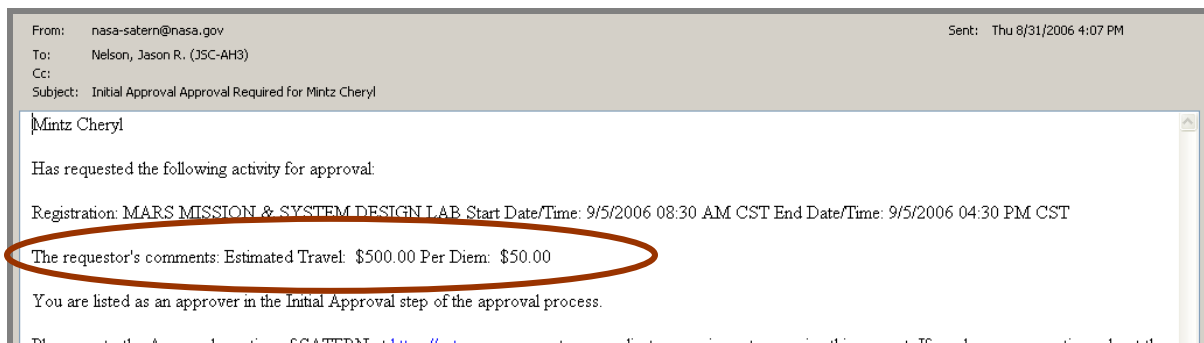 From: nasa-satern@nasa.gov Sent: Thu 8/31/2006 4:07 PM
To: Nelson, Jason R. (JSC-AH3)
Cc:
Subject: Initial Approval Approval Required for Mintz Cheryl
Mintz Cheryl
Has requested the following activity for approval:
Registration: MARS MISSION & SYSTEM DESIGN LAB Start Date/Time: 9/5/2006 08:30 AM CST End Date/Time: 9/5/2006 04:30 PM CST
The requestor's comments: Estimated Travel: $500.00 Per Diem: $50.00
You are listed as an approver in the Initial Approval step of the approval process.